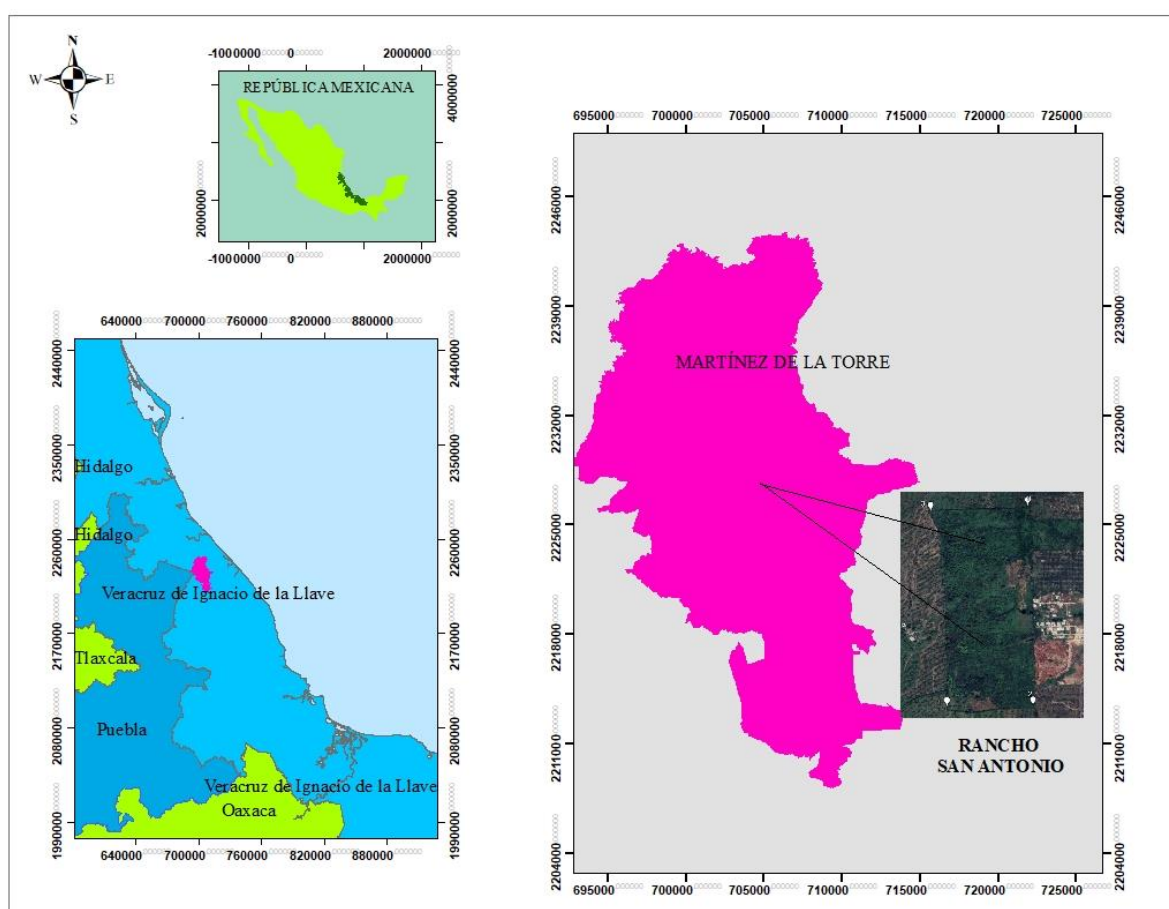 N
W E
S
-1000000 0 2000000
REPÚBLICA MEXICANA
4000000
2000000 2000000
-1000000 0 2000000
640000 700000 760000 820000 880000
2440000 2440000
2350000 2350000
Hidalgo
2260000 2260000
Hidalgo
Veracruz de Ignacio de la Llave
2170000 2170000
Tlaxcala
Puebla
2080000 2080000
Veracruz de Ignacio de la Llave
Oaxaca
1990000 1990000
640000 700000 760000 820000 880000
695000 700000 705000 710000 715000 720000 725000
2246000 2246000
2239000 2239000
MARTÍNEZ DE LA TORRE
2232000 2232000
2225000 2225000
2218000 2218000
2211000 2211000
RANCHO
SAN ANTONIO
2204000 2204000
695000 700000 705000 710000 715000 720000 725000